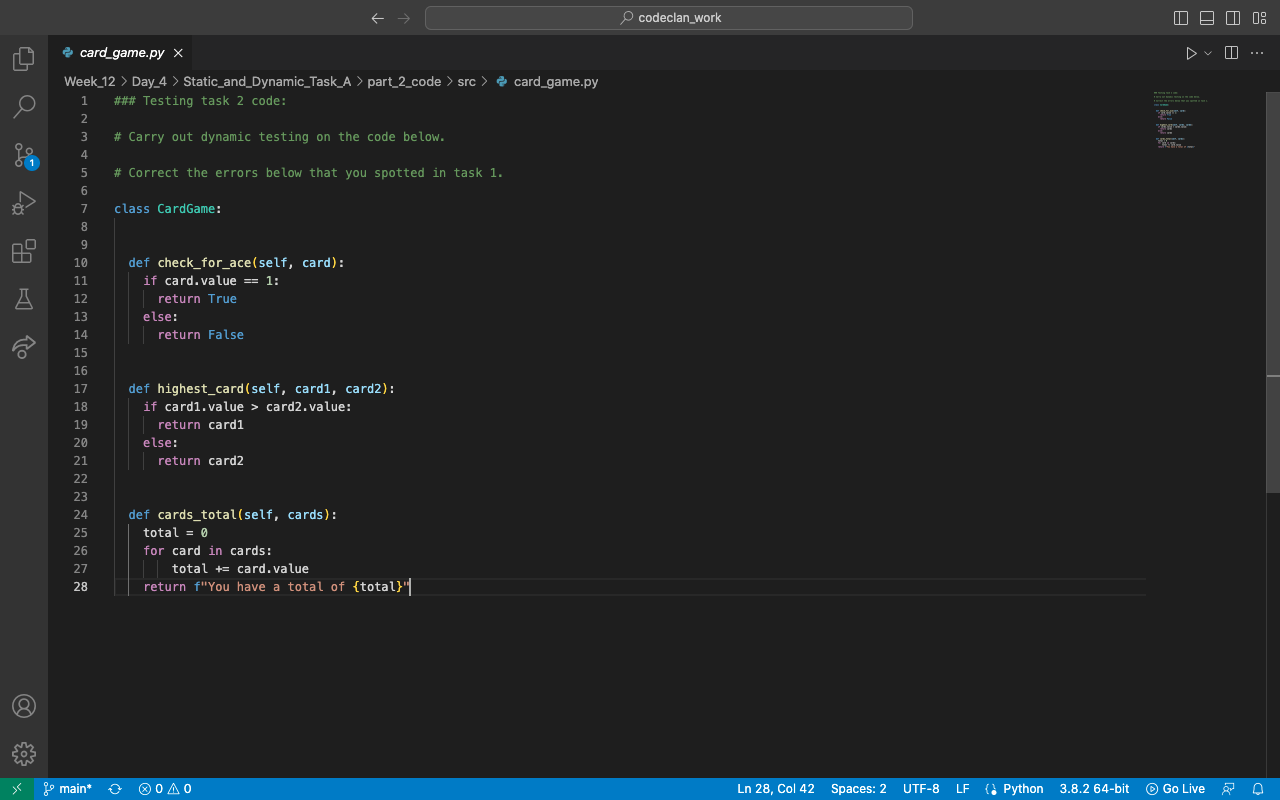 codeclan_work
card_game.py
Week_12 > Day_4 > Static_and_Dynamic_Task_A > part_2_code > src > card_game.py
1 ### Testing task 2 code:
2
3 # Carry out dynamic testing on the code below.
4
5 # Correct the errors below that you spotted in task 1.
6
7 class CardGame:
8
9
10 def check_for_ace(self, card):
11 if card.value == 1:
12 return True
13 else:
14 return False
15
16
17 def highest_card(self, card1, card2):
18 if card1.value > card2.value:
19 return card1
20 else:
21 return card2
22
23
24 def cards_total(self, cards):
25 total = 0
26 for card in cards:
27 total += card.value
28 return f"You have a total of {total}"
1
main* 0 0 Ln 28, Col 42 Spaces: 2 UTF-8 LF Python 3.8.2 64-bit Go Live